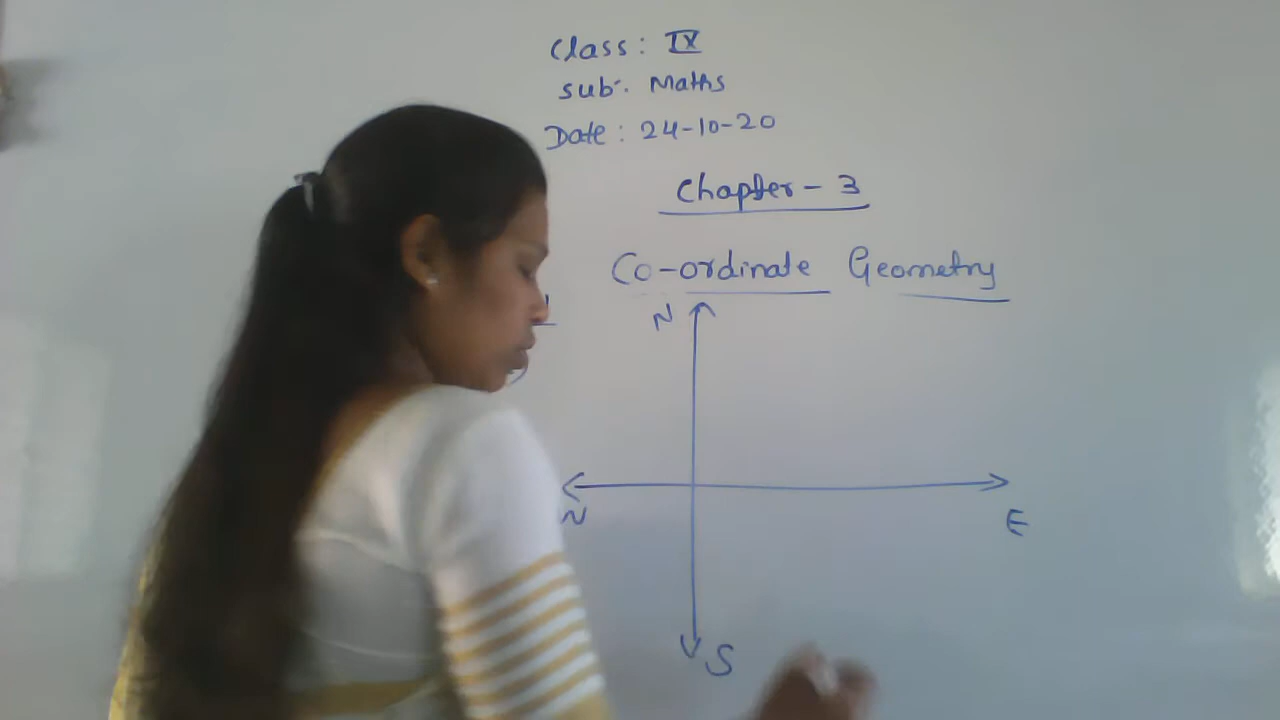 Class: IX
Sub: Maths
Date: 24-10-20
Chapter-3
Co-ordinate Geometry
N
E
S